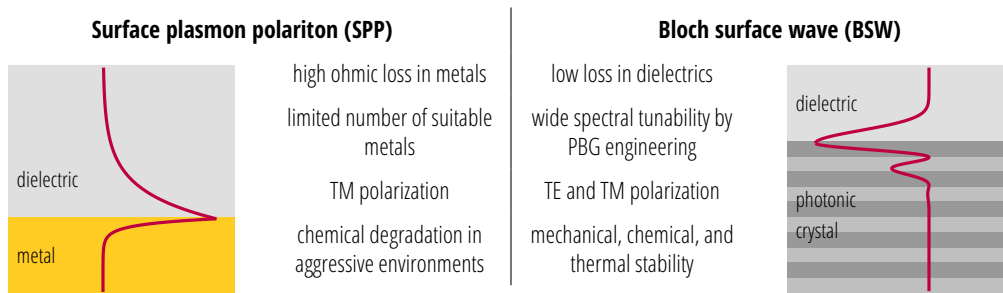 Surface plasmon polariton (SPP)
dielectric
metal
high ohmic loss in metals
limited number of suitable
metals
TM polarization
chemical degradation in
aggressive environments
Bloch surface wave (BSW)
low loss in dielectrics
wide spectral tunability by
PBG engineering
TE and TM polarization
mechanical, chemical, and
thermal stability
dielectric
photonic
crystal